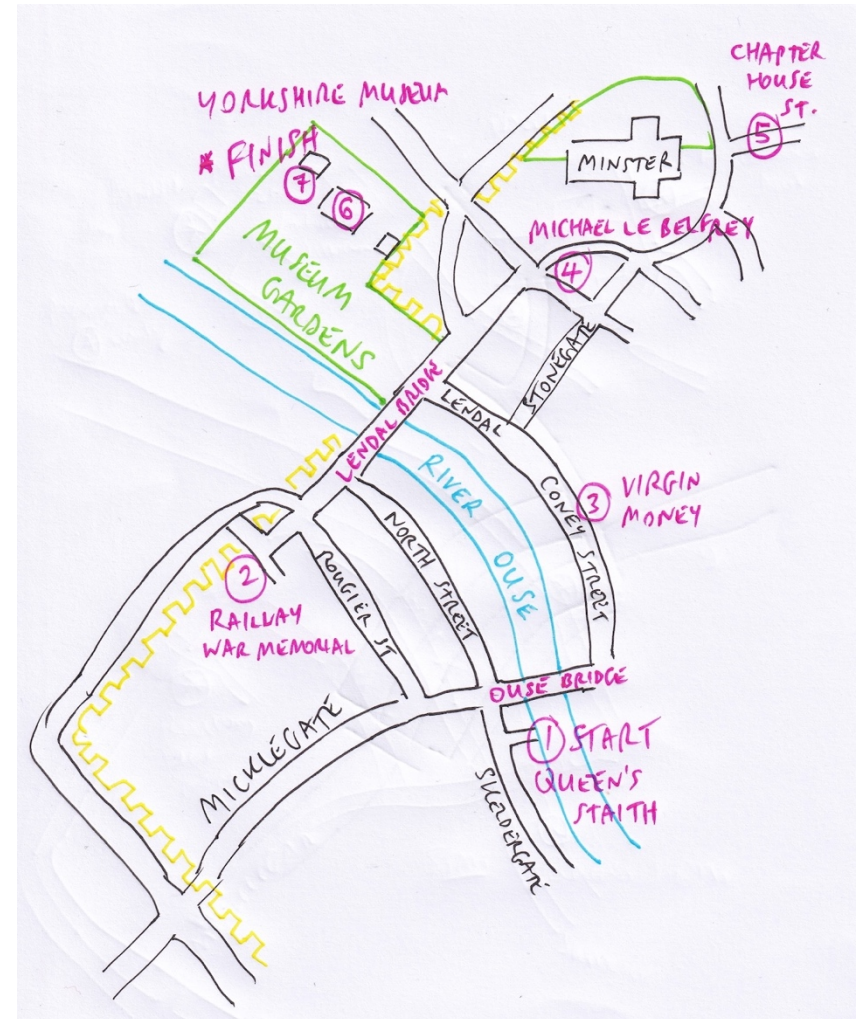 CHAPTER
HOUSE
ST.
5
YORKSHIRE MUSEUM
* FINISH
7
6
MINSTER
MICHAEL LE BELFREY
4
MUSEUM
GARDENS
STONEGATE
LENDAL BRIDGE
LENDAL
RIVER
OUSE
CONEY STREET
3
VIRGIN
MONEY
NORTH STREET
ROUGIER ST
2
RAILWAY
WAR MEMORIAL
OUSE BRIDGE
MICKLEGATE
1 START
QUEEN'S
STAITH
SKELDERGATE